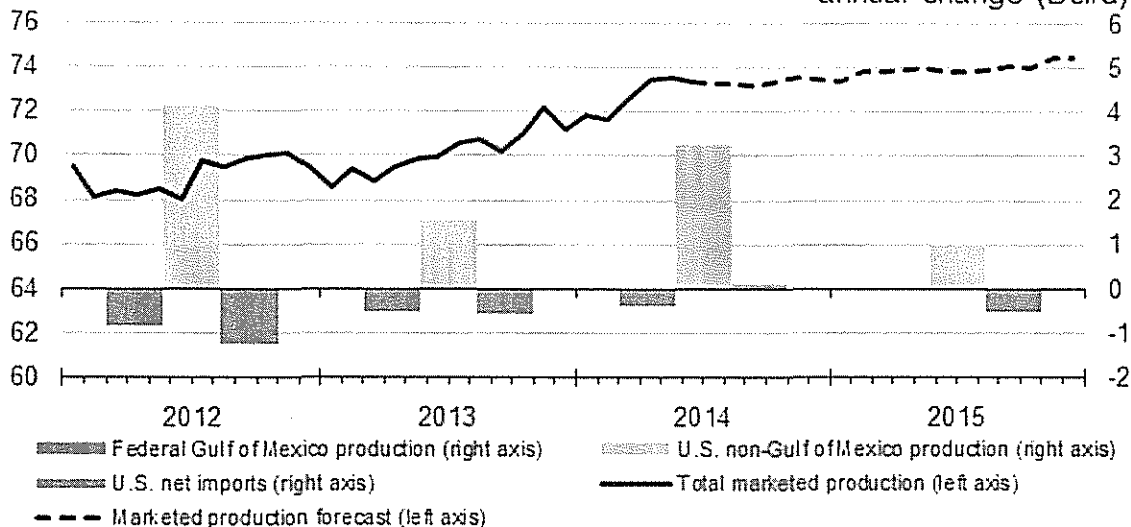 annual change (Bcf/d)
76 6
74 5
72 4
70 3
68 2
66 1
64 0
62 -1
60 -2
2012 2013 2014 2015
Federal Gulf of Mexico production (right axis) U.S. non-Gulf of Mexico production (right axis)
U.S. net imports (right axis) Total marketed production (left axis)
Marketed production forecast (left axis)